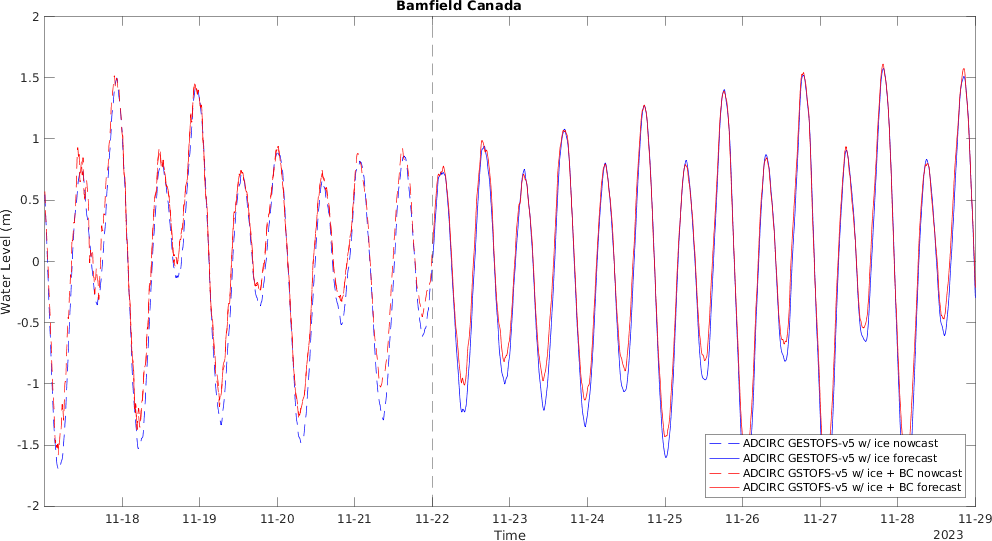 Bamfield Canada
2
1.5
1
0.5
0
-0.5
-1
-1.5
-2
Water Level (m)
11-18 11-19 11-20 11-21 11-22 11-23 11-24 11-25 11-26 11-27 11-28 11-29
Time
2023
ADCIRC GESTOFS-v5 w/ ice nowcast
ADCIRC GESTOFS-v5 w/ ice forecast
ADCIRC GSTOFS-v5 w/ ice + BC nowcast
ADCIRC GSTOFS-v5 w/ ice + BC forecast